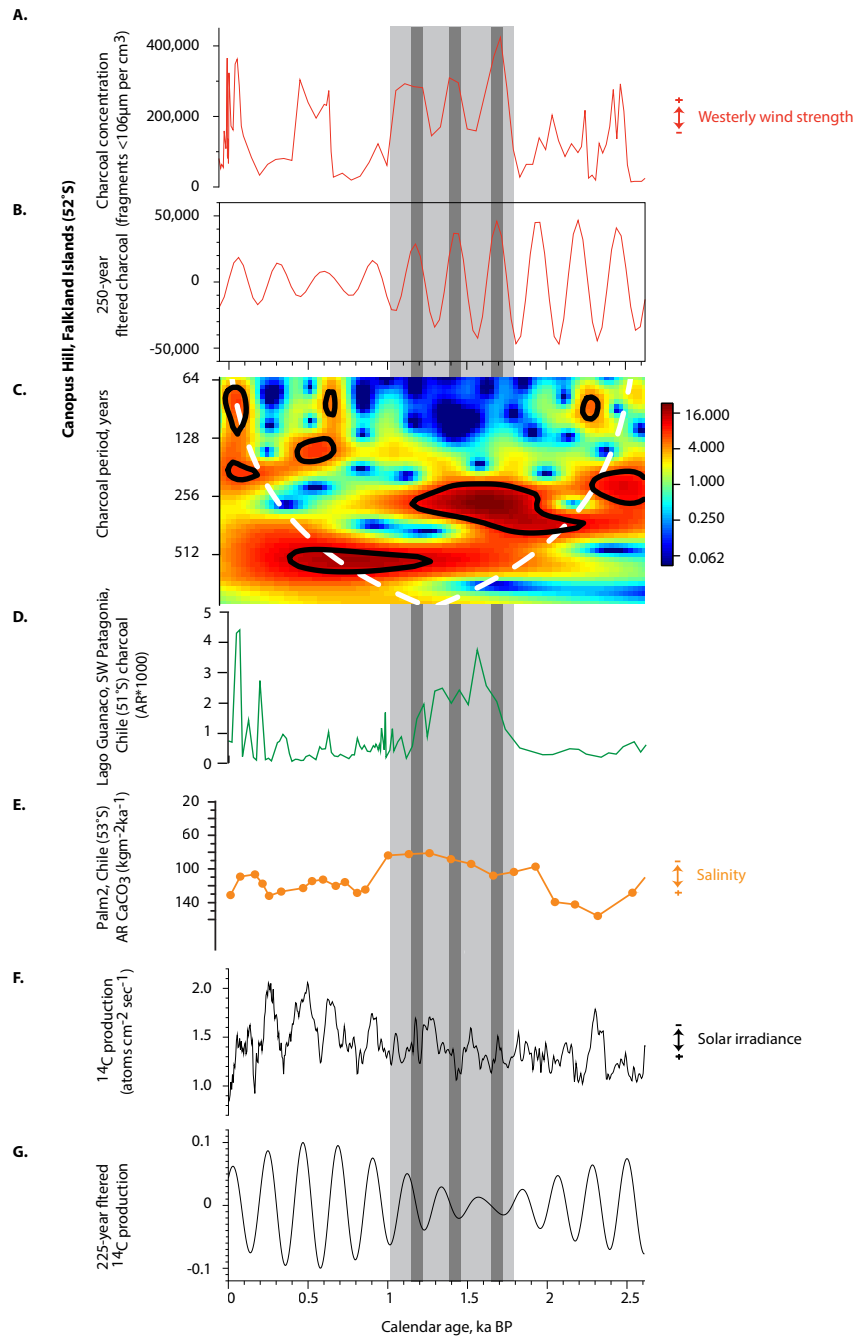 A.
Canopus Hill, Falkland Islands (52˚S)
Charcoal concentration
(fragments <106µm per cm3)
400,000
200,000
0
+
-
Westerly wind strength
B.
250-year
fltered charcoal
50,000
0
-50,000
C.
Charcoal period, years
64
128
256
512
16.000
4.000
1.000
0.250
0.062
D.
Lago Guanaco, SW Patagonia,
Chile (51˚S) charcoal
(AR*1000)
5
4
3
2
1
0
E.
Palm2, Chile (53˚S)
AR CaCO3 (kgm-2ka-1)
20
60
100
140
-
+
Salinity
F.
14C production
(atoms cm-2 sec-1)
2.0
1.5
1.0
-
+
Solar irradiance
G.
225-year fltered
14C production
0.1
0
-0.1
0 0.5 1 1.5 2 2.5
Calendar age, ka BP